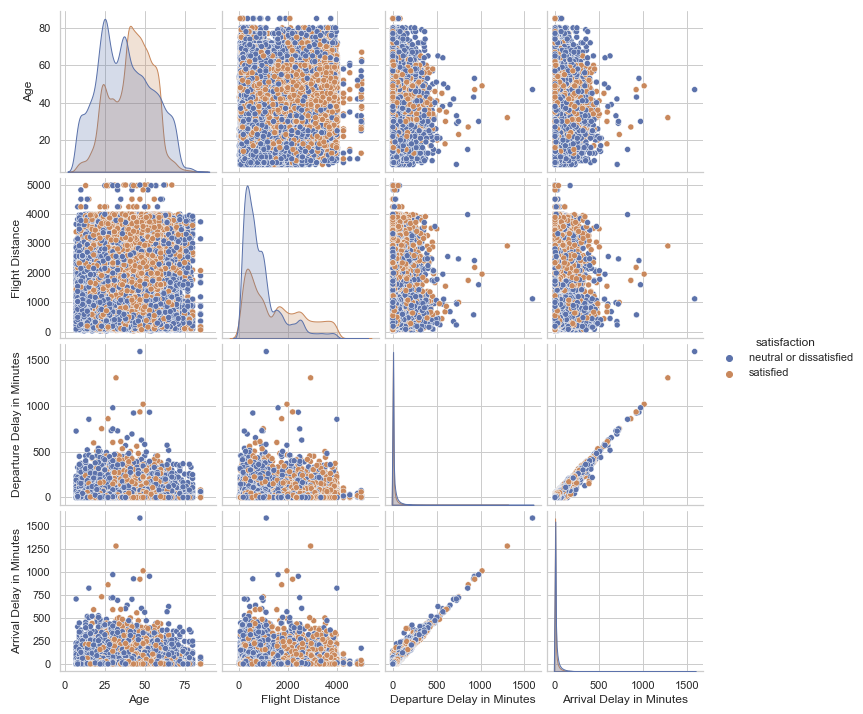 80
60
40
20
Age
5000
4000
3000
2000
1000
0
Flight Distance
1500
1000
500
0
Departure Delay in Minutes
1500
1250
1000
750
500
250
0
Arrival Delay in Minutes
0 25 50 75
Age
0 2000 4000
Flight Distance
0 500 1000 1500
Departure Delay in Minutes
0 500 1000 1500
Arrival Delay in Minutes
satisfaction
neutral or dissatisfied
satisfied